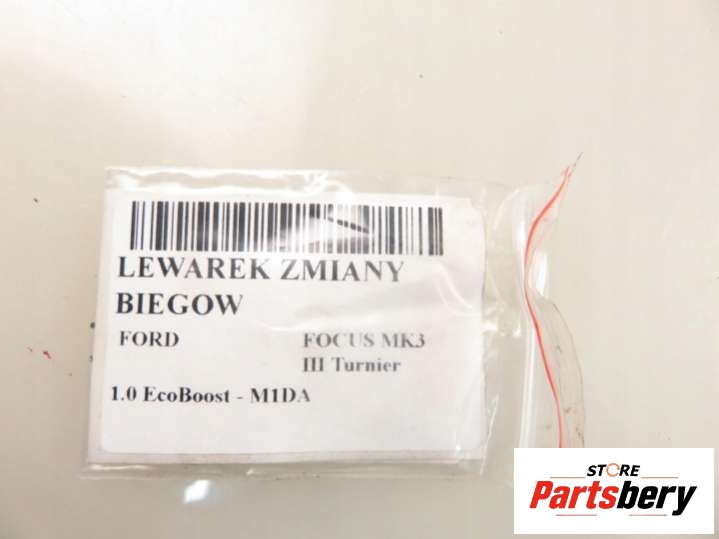 LEWAREK ZMIANY
BIEGOW
FORD FOCUS MK3
III Turnier
1.0 EcoBoost - M1DA
STORE
Partsbery